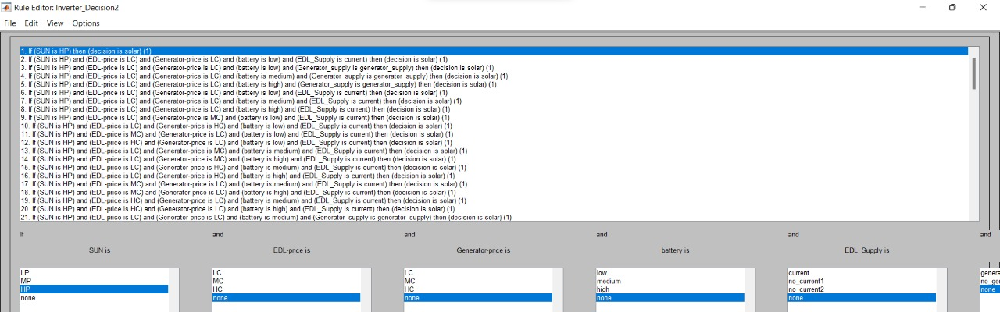 Rule Editor: Inverter_Decision2
File Edit View Options
1. If (SUN is HP) then (decision is solar) (1)
2. If (SUN is HP) and (EDL-price is LC) and (Generator-price is LC) and (battery is low) and (EDL_Supply is current) then (decision is solar) (1)
3. If (SUN is HP) and (EDL-price is LC) and (Generator-price is LC) and (battery is low) and (Generator_supply is generator_supply) then (decision is solar) (1)
4. If (SUN is HP) and (EDL-price is LC) and (Generator-price is LC) and (battery is medium) and (Generator_supply is generator_supply) then (decision is solar) (1)
5. If (SUN is HP) and (EDL-price is LC) and (Generator-price is LC) and (battery is high) and (Generator_supply is generator_supply) then (decision is solar) (1)
6. If (SUN is HP) and (EDL-price is LC) and (Generator-price is LC) and (battery is low) and (EDL_Supply is current) then (decision is solar) (1)
7. If (SUN is HP) and (EDL-price is LC) and (Generator-price is LC) and (battery is medium) and (EDL_Supply is current) then (decision is solar) (1)
8. If (SUN is HP) and (EDL-price is LC) and (Generator-price is LC) and (battery is high) and (EDL_Supply is current) then (decision is solar) (1)
9. If (SUN is HP) and (EDL-price is LC) and (Generator-price is MC) and (battery is low) and (EDL_Supply is current) then (decision is solar) (1)
10. If (SUN is HP) and (EDL-price is LC) and (Generator-price is HC) and (battery is low) and (EDL_Supply is current) then (decision is solar) (1)
11. If (SUN is HP) and (EDL-price is MC) and (Generator-price is LC) and (battery is low) and (EDL_Supply is current) then (decision is solar) (1)
12. If (SUN is HP) and (EDL-price is HC) and (Generator-price is LC) and (battery is low) and (EDL_Supply is current) then (decision is solar) (1)
13. If (SUN is HP) and (EDL-price is LC) and (Generator-price is MC) and (battery is medium) and (EDL_Supply is current) then (decision is solar) (1)
14. If (SUN is HP) and (EDL-price is LC) and (Generator-price is MC) and (battery is high) and (EDL_Supply is current) then (decision is solar) (1)
15. If (SUN is HP) and (EDL-price is LC) and (Generator-price is HC) and (battery is medium) and (EDL_Supply is current) then (decision is solar) (1)
16. If (SUN is HP) and (EDL-price is LC) and (Generator-price is HC) and (battery is high) and (EDL_Supply is current) then (decision is solar) (1)
17. If (SUN is HP) and (EDL-price is MC) and (Generator-price is LC) and (battery is medium) and (EDL_Supply is current) then (decision is solar) (1)
18. If (SUN is HP) and (EDL-price is MC) and (Generator-price is LC) and (battery is high) and (EDL_Supply is current) then (decision is solar) (1)
19. If (SUN is HP) and (EDL-price is HC) and (Generator-price is LC) and (battery is medium) and (EDL_Supply is current) then (decision is solar) (1)
20. If (SUN is HP) and (EDL-price is HC) and (Generator-price is LC) and (battery is high) and (EDL_Supply is current) then (decision is solar) (1)
21. If (SUN is HP) and (EDL-price is LC) and (Generator-price is LC) and (battery is medium) and (Generator_supply is generator_supply) then (decision is solar) (1)
If and and and and and
SUN is EDL-price is Generator-price is battery is EDL_Supply is
LP LC LC low current genera
MP MC MC medium no_current1 no_gen
HP HC HC high no_current2 none
none none none none none